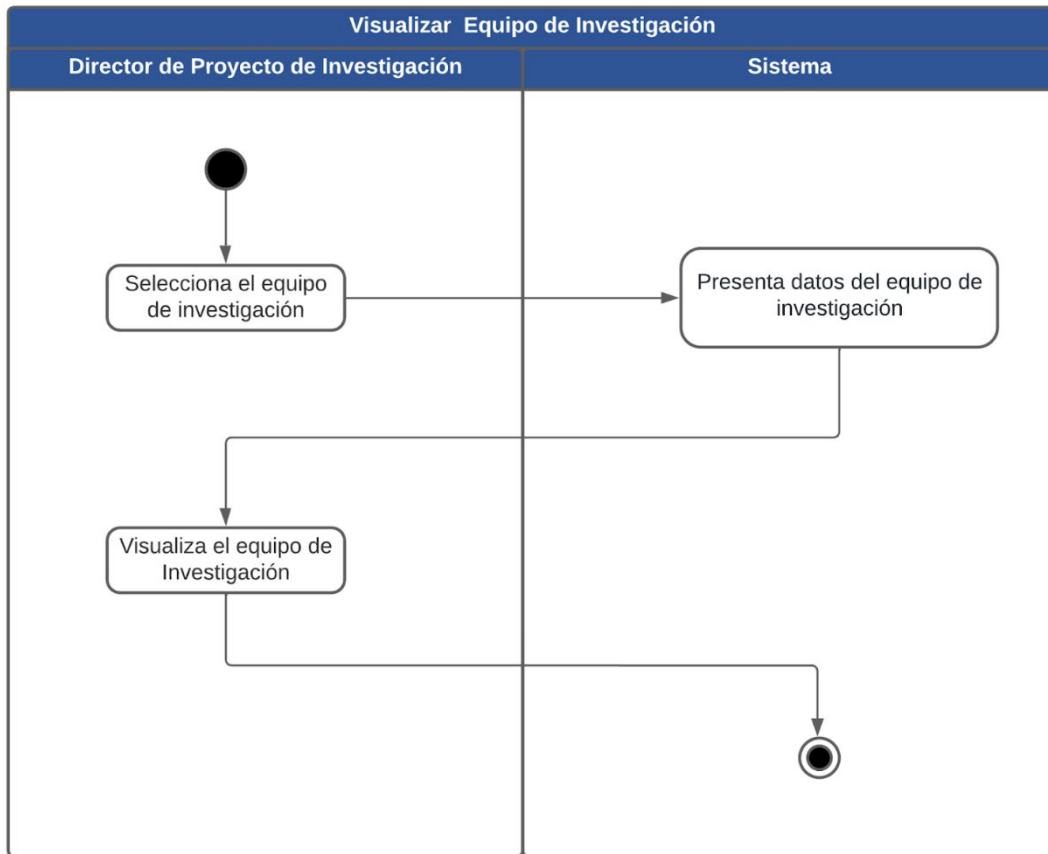 Visualizar Equipo de Investigación
Director de Proyecto de Investigación
Sistema
Selecciona el equipo
de investigación
Presenta datos del equipo de
investigación
Visualiza el equipo de
Investigación